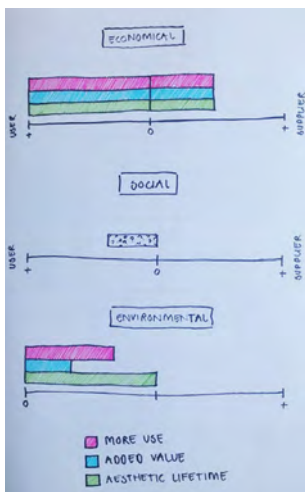 ECONOMICAL
USER
SUPPLIER
+ 0 +
SOCIAL
USER
SUPPLIER
+ 0 +
ENVIRONMENTAL
0 +
MORE USE
ADDED VALUE
AESTHETIC LIFETIME